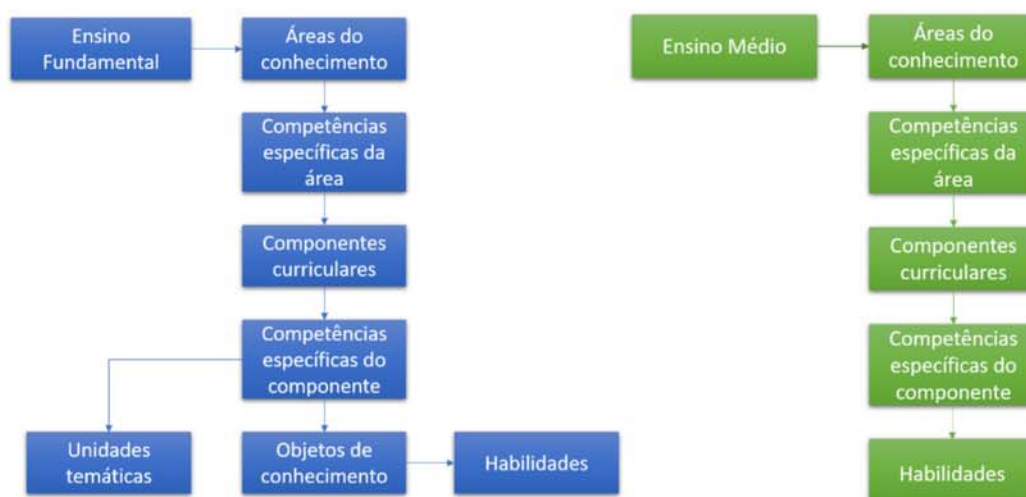 Ensino
Fundamental
Áreas do
conhecimento
Competências
específicas da
área
Componentes
curriculares
Competências
específicas do
componente
Unidades
temáticas
Objetos de
conhecimento
Habilidades
Ensino Médio
Áreas do
conhecimento
Competências
específicas da
área
Componentes
curriculares
Competências
específicas do
componente
Habilidades